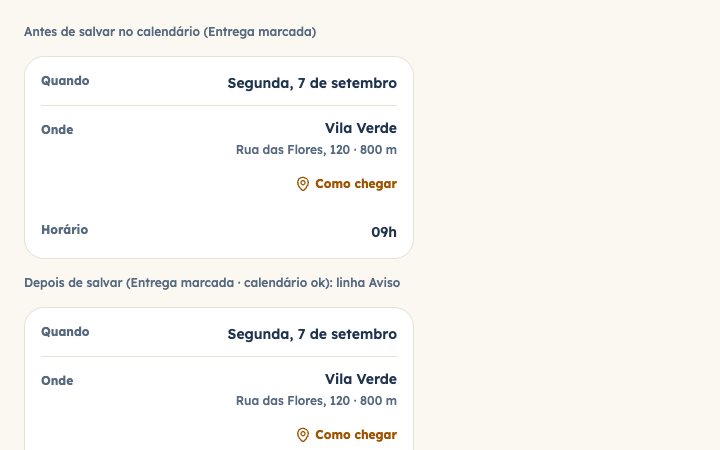 Antes de salvar no calendário (Entrega marcada)
Quando
Segunda, 7 de setembro
Onde
Vila Verde
Rua das Flores, 120 · 800 m
Como chegar
Horário
09h
Depois de salvar (Entrega marcada · calendário ok): linha Aviso
Quando
Segunda, 7 de setembro
Onde
Vila Verde
Rua das Flores, 120 · 800 m
Como chegar